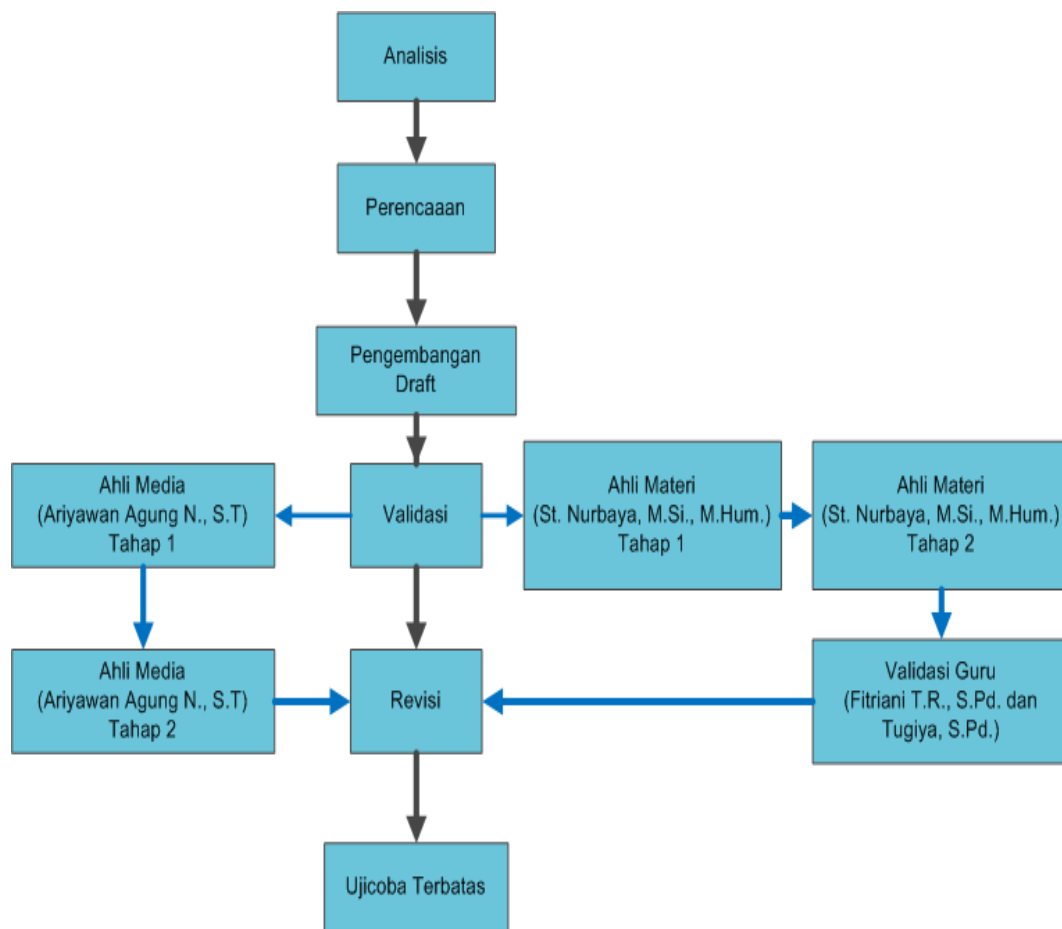 Analisis
Perencaaan
Pengembangan
Draft
Ahli Media
(Ariyawan Agung N., S.T)
Tahap 1
Validasi
Ahli Materi
(St. Nurbaya, M.Si., M.Hum.)
Tahap 1
Ahli Materi
(St. Nurbaya, M.Si., M.Hum.)
Tahap 2
Ahli Media
(Ariyawan Agung N., S.T)
Tahap 2
Revisi
Validasi Guru
(Fitriani T.R., S.Pd. dan
Tugiya, S.Pd.)
Ujicoba Terbatas